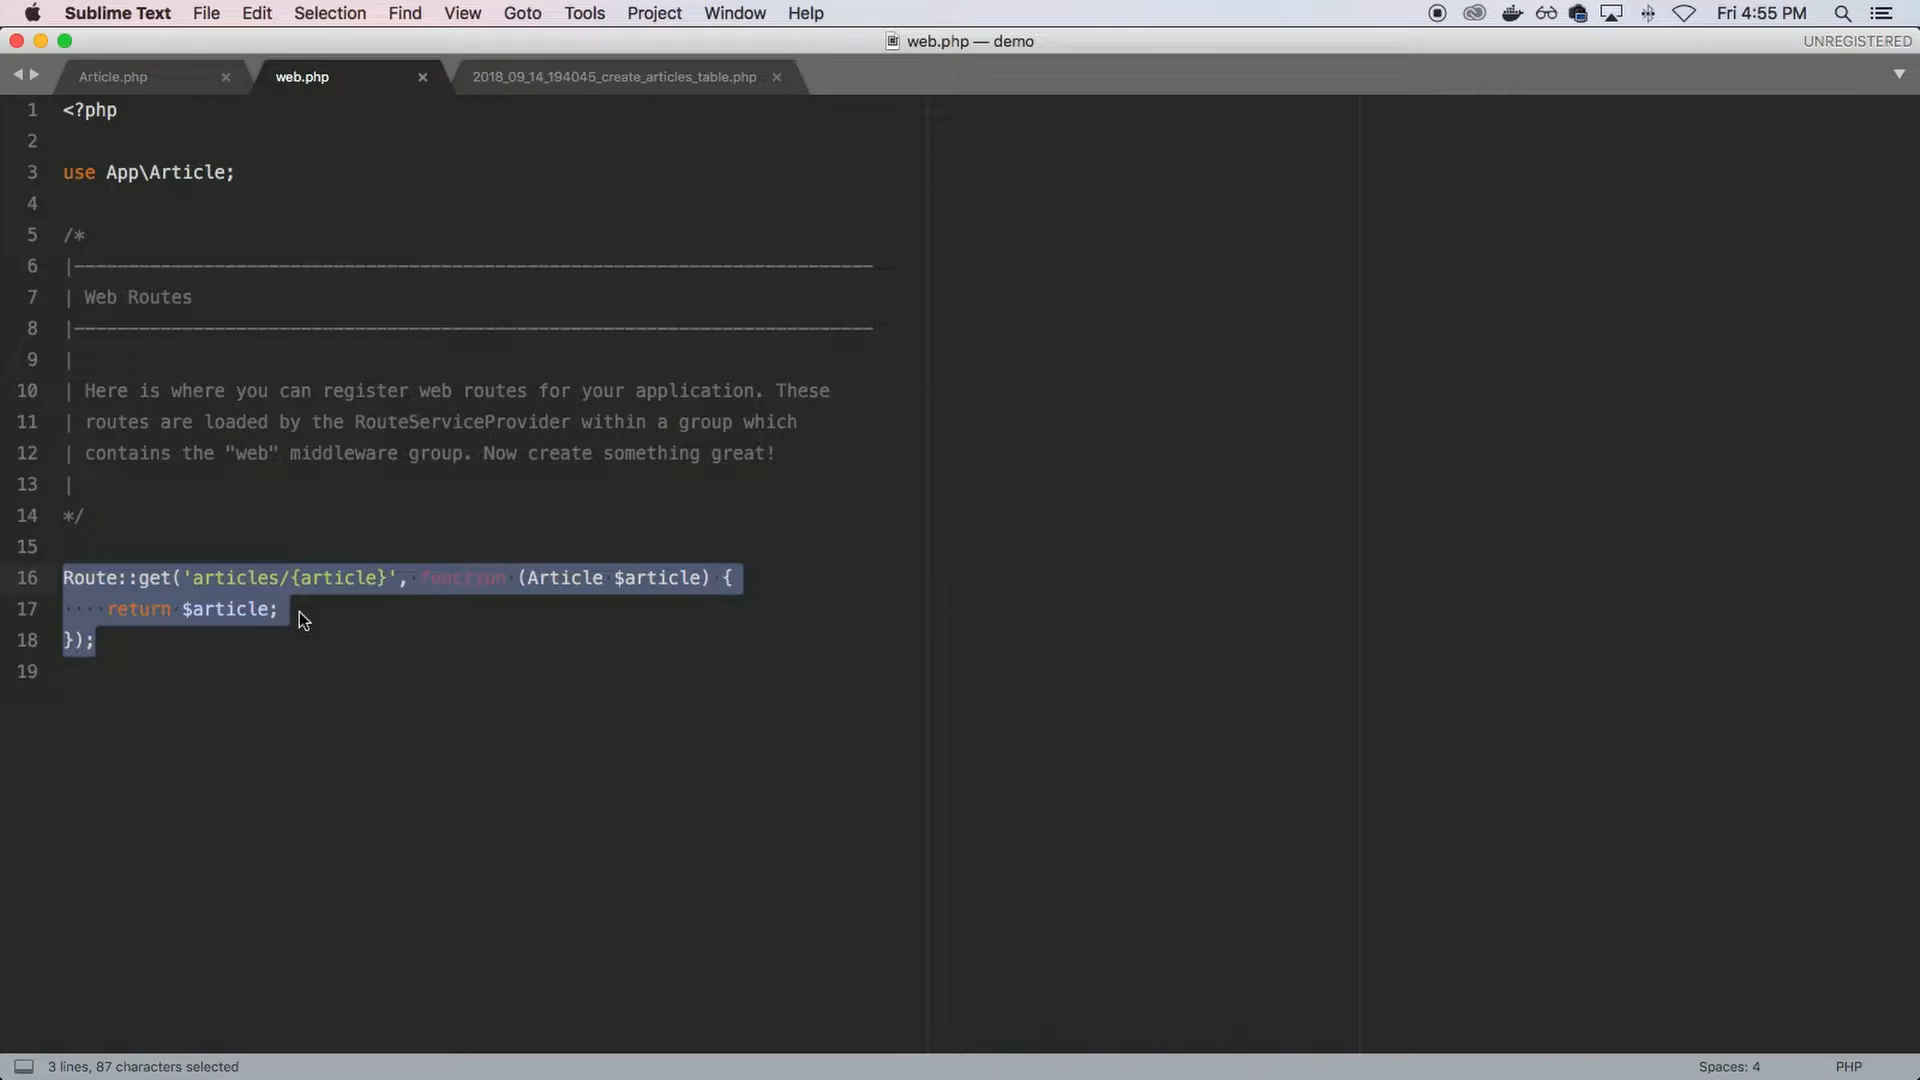 Sublime Text File Edit Selection Find View Goto Tools Project Window Help Fri 4:55 PM
web.php — demo UNREGISTERED
Article.php web.php 2018_09_14_194045_create_articles_table.php
1 <?php
2
3 use App\Article;
4
5 /*
6 |--------------------------------------------------------------------------
7 | Web Routes
8 |--------------------------------------------------------------------------
9 |
10 | Here is where you can register web routes for your application. These
11 | routes are loaded by the RouteServiceProvider within a group which
12 | contains the "web" middleware group. Now create something great!
13 |
14 */
15
16 Route::get('articles/{article}', function (Article $article) {
17 return $article;
18 });
19
3 lines, 87 characters selected Spaces: 4 PHP